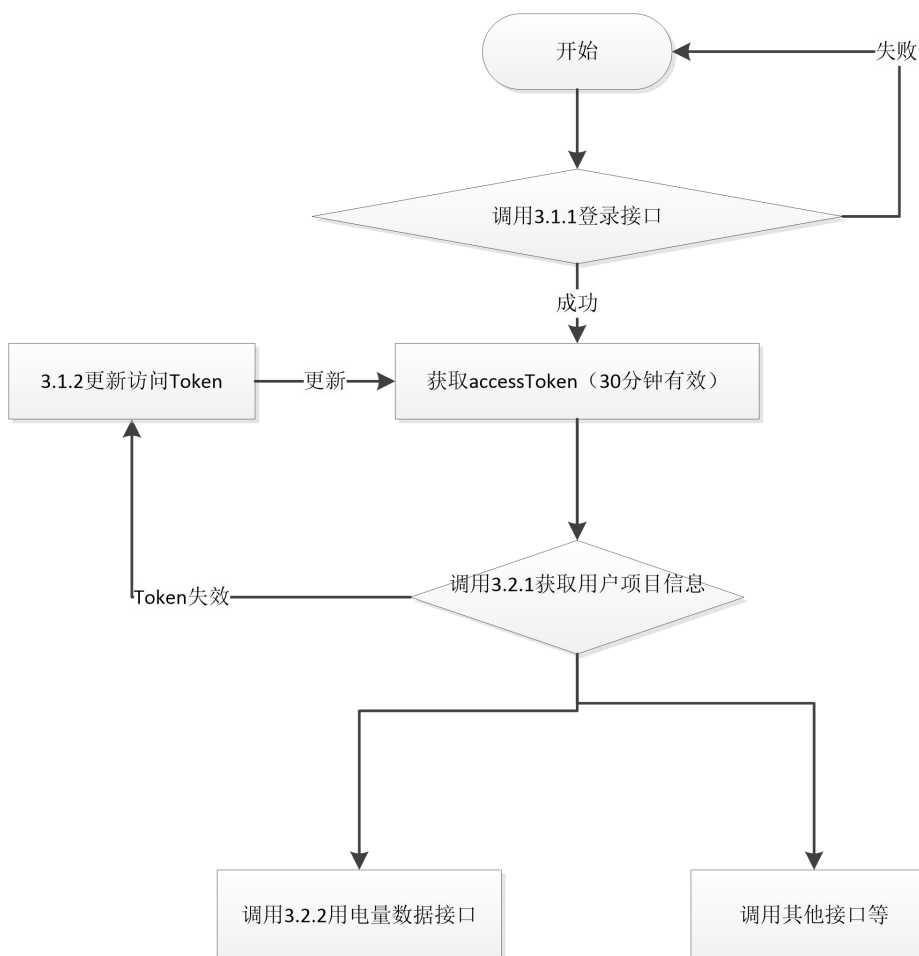 开始
失败
调用3.1.1登录接口
成功
3.1.2更新访问Token
更新
获取accessToken（30分钟有效）
调用3.2.1获取用户项目信息
Token失效
调用3.2.2用电量数据接口
调用其他接口等